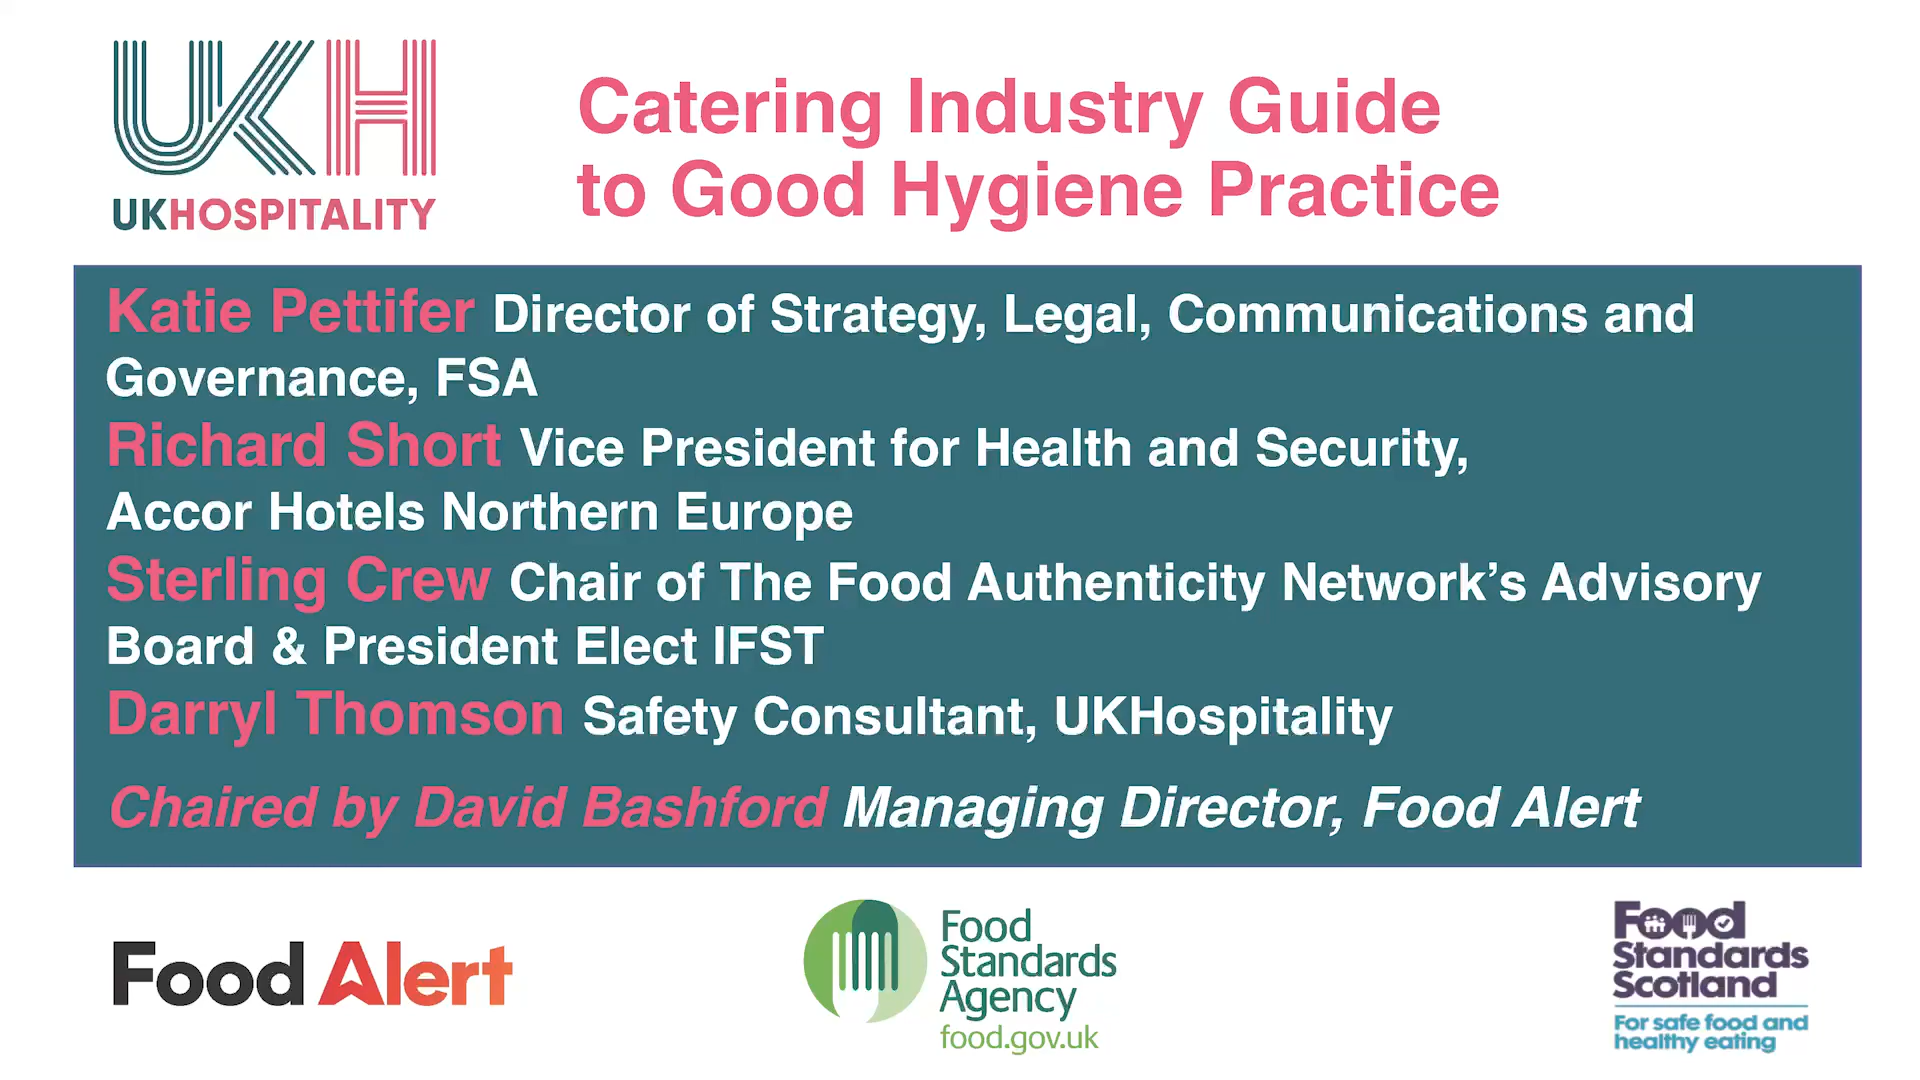 UKH
UKHOSPITALITY
Catering Industry Guide
to Good Hygiene Practice
Katie Pettifer Director of Strategy, Legal, Communications and
Governance, FSA
Richard Short Vice President for Health and Security,
Accor Hotels Northern Europe
Sterling Crew Chair of The Food Authenticity Network’s Advisory
Board & President Elect IFST
Darryl Thomson Safety Consultant, UKHospitality
Chaired by David Bashford Managing Director, Food Alert
Food Alert
Food
Standards
Agency
food.gov.uk
Food
Standards
Scotland
For safe food and
healthy eating